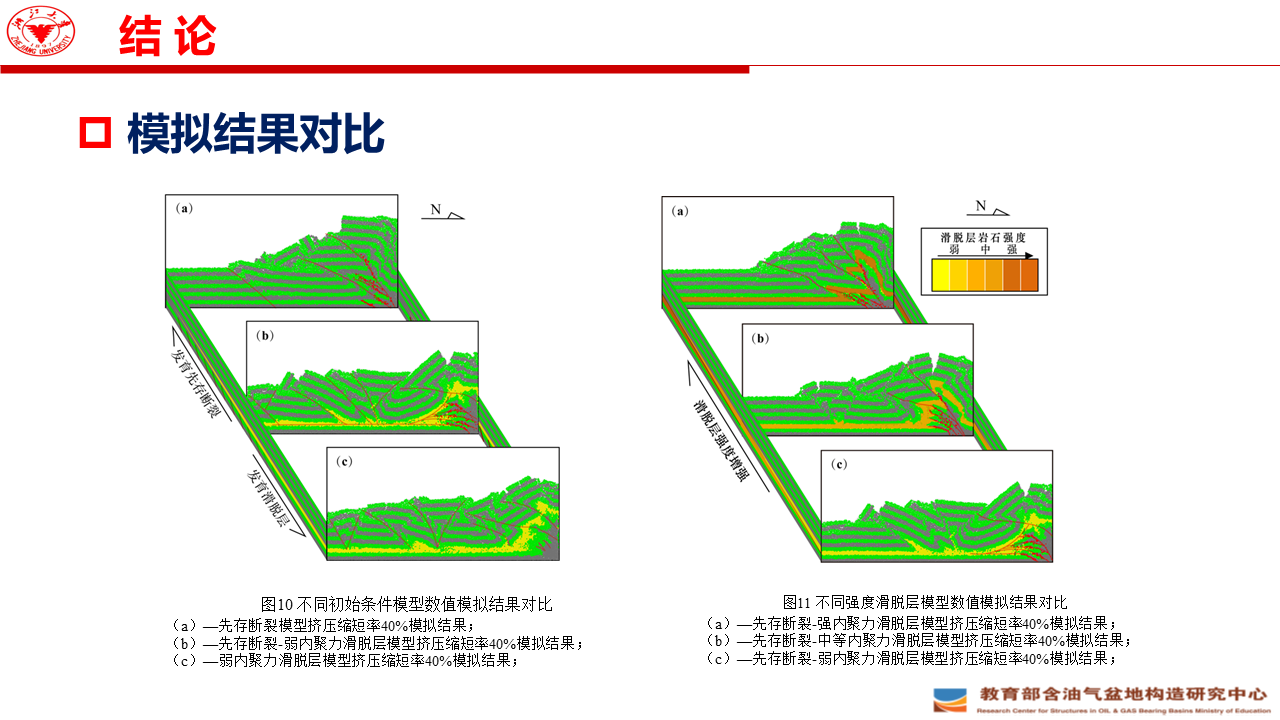 浙江大学
ZHEJIANG UNIVERSITY
1897
结 论
模拟结果对比
(a)
N
(b)
(c)
发育先存断裂
发育滑脱层
图10 不同初始条件模型数值模拟结果对比
（a）—先存断裂模型挤压缩短率40%模拟结果；
（b）—先存断裂-弱内聚力滑脱层模型挤压缩短率40%模拟结果；
（c）—弱内聚力滑脱层模型挤压缩短率40%模拟结果；
(a)
N
滑脱层岩石强度
弱 中 强
(b)
(c)
滑脱层强度增强
图11 不同强度滑脱层模型数值模拟结果对比
（a）—先存断裂-强内聚力滑脱层模型挤压缩短率40%模拟结果；
（b）—先存断裂-中等内聚力滑脱层模型挤压缩短率40%模拟结果；
（c）—先存断裂-弱内聚力滑脱层模型挤压缩短率40%模拟结果；
教育部含油气盆地构造研究中心
Research Center for Structures in OIL & GAS Bearing Basins Ministry of Education